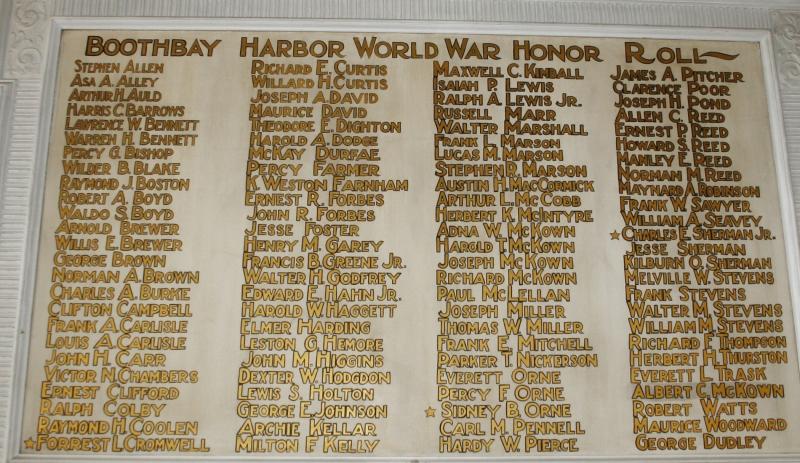 BOOTHBAY HARBOR WORLD WAR HONOR ROLL
STEPHEN ALLEN
ASA A. ALLEY
ARTHUR H. AULD
HARRIS C. BARROWS
LAWRENCE W. BENNETT
WARREN H. BENNETT
PERCY G. BISHOP
WILDER B. BLAKE
RAYMOND J. BOSTON
ROBERT A. BOYD
WALDO S. BOYD
ARNOLD BREWER
WILLIS E. BREWER
GEORGE BROWN
NORMAN A. BROWN
CHARLES A. BURKE
CLIFTON CAMPBELL
FRANK A. CARLISLE
LOUIS A. CARLISLE
JOHN H. CARR
VICTOR N. CHAMBERS
ERNEST CLIFFORD
RALPH COLBY
RAYMOND H. COOLEN
★FORREST L. CROMWELL
RICHARD E. CURTIS
WILLARD H. CURTIS
JOSEPH A. DAVID
MAURICE DAVID
THEODORE E. DIGHTON
HAROLD A. DODGE
MCKAY DURFAE
PERCY FARMER
K. WESTON FARNHAM
ERNEST R. FORBES
JOHN R. FORBES
JESSE FOSTER
HENRY M. GAREY
FRANCIS B. GREENE JR.
WALTER H. GODFREY
EDWARD E. HAHN JR.
HAROLD W. HAGGETT
ELMER HARDING
LESTON G. HEMORE
JOHN M. HIGGINS
DEXTER W. HODGDON
LEWIS S. HOLTON
GEORGE E. JOHNSON
ARCHIE KELLAR
MILTON F. KELLY
MAXWELL C. KINBALL
ISAIAH P. LEWIS
RALPH A. LEWIS JR.
RUSSELL MARR
WALTER MARSHALL
FRANK L. MARSON
LUCAS M. MARSON
STEPHEN R. MARSON
AUSTIN H. MACCORMICK
ARTHUR L. MCCOBB
HERBERT K. MCINTYRE
ADNA W. MCKOWN
HAROLD T. MCKOWN
JOSEPH MCKOWN
RICHARD MCKOWN
PAUL MCLELLAN
JOSEPH MILLER
THOMAS W. MILLER
FRANK E. MITCHELL
PARKER T. NICKERSON
EVERETT ORNE
PERCY F. ORNE
★ SIDNEY B. ORNE
CARL M. PENNELL
HARDY W. PIERCE
JAMES A. PITCHER
CLARENCE POOR
JOSEPH H. POND
ALLEN C. REED
ERNEST P. REED
HOWARD S. REED
MANLEY E. REED
NORMAN M. REED
MAYNARD A. ROBINSON
FRANK W. SAWYER
WILLIAM A. SEAVEY
★CHARLES E. SHERMAN JR.
JESSE SHERMAN
KILBURN O. SHERMAN
MELVILLE W. STEVENS
FRANK STEVENS
WALTER M. STEVENS
WILLIAM M. STEVENS
RICHARD F. THOMPSON
HERBERT H. THURSTON
EVERETT L. TRASK
ALBERT C. MCKOWN
ROBERT WATTS
MAURICE WOODWARD
GEORGE DUDLEY